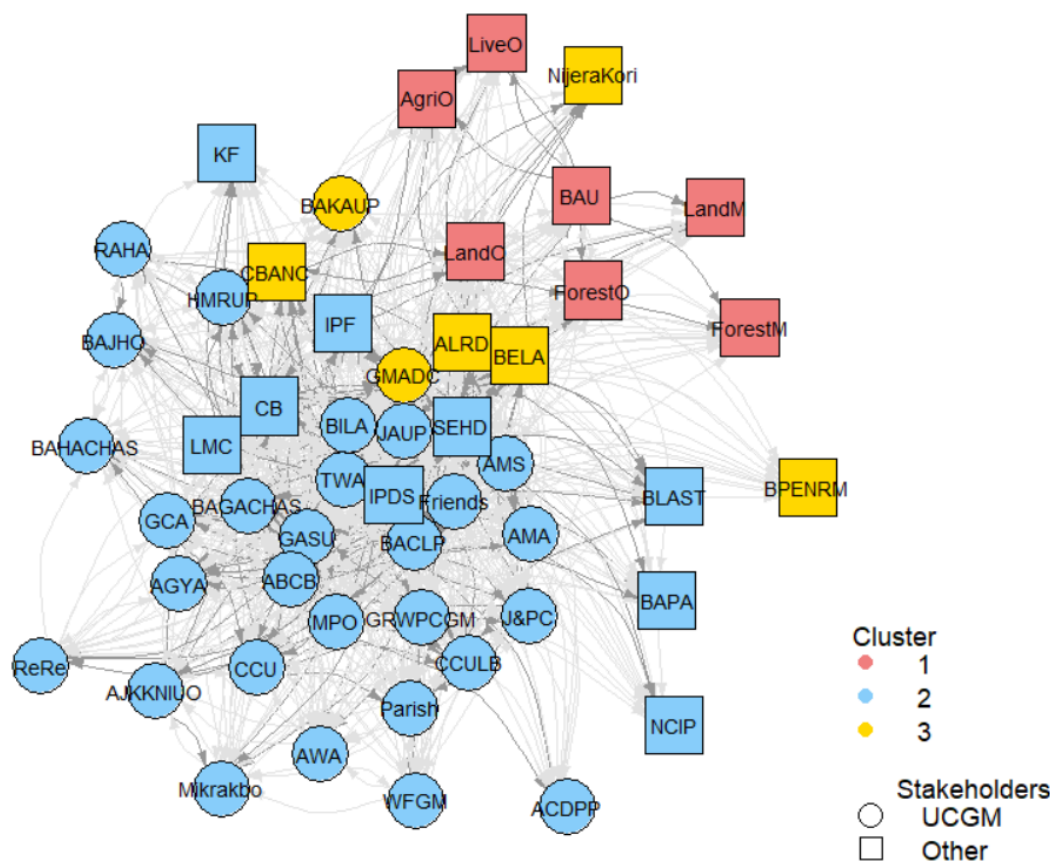 LiveO
NijeraKori
AgriO
KF
BAU
LandM
BAKAUP
RAHA
LandO
CBANC
ForestO
HMRUP
IPF
ForestM
BAJHO
ALRD
BELA
GMADC
CB
BILA
JAUP
SEHD
LMC
BAHACHAS
AMS
TWA
IPDS
Friends
BLAST
BPENRM
BAGACHAS
GCA
GASU
BACLP
AMA
AGYA
ABCB
BAPA
MPO
GRWPCGM
J&PC
Cluster
ReRe
CCU
CCULB
1
AJKKNIUO
2
Parish
NCIP
3
AWA
Mikrakbo
WFGM
ACDPP
Stakeholders
UCGM
Other